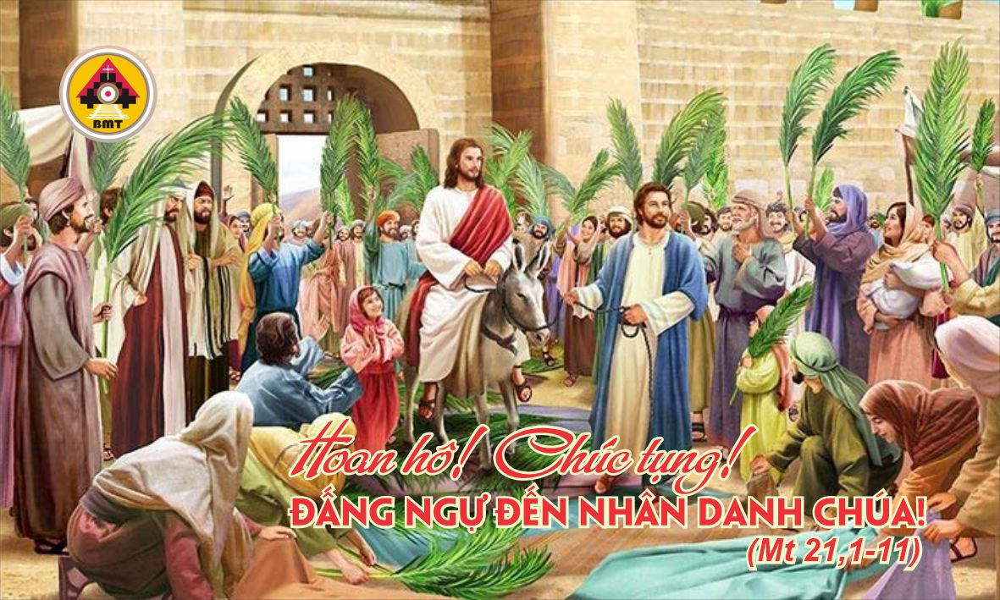 BMT
Hoan hô! Chúc tụng!
ĐẤNG NGỰ ĐẾN NHÂN DANH CHÚA!
(Mt 21,1-11)